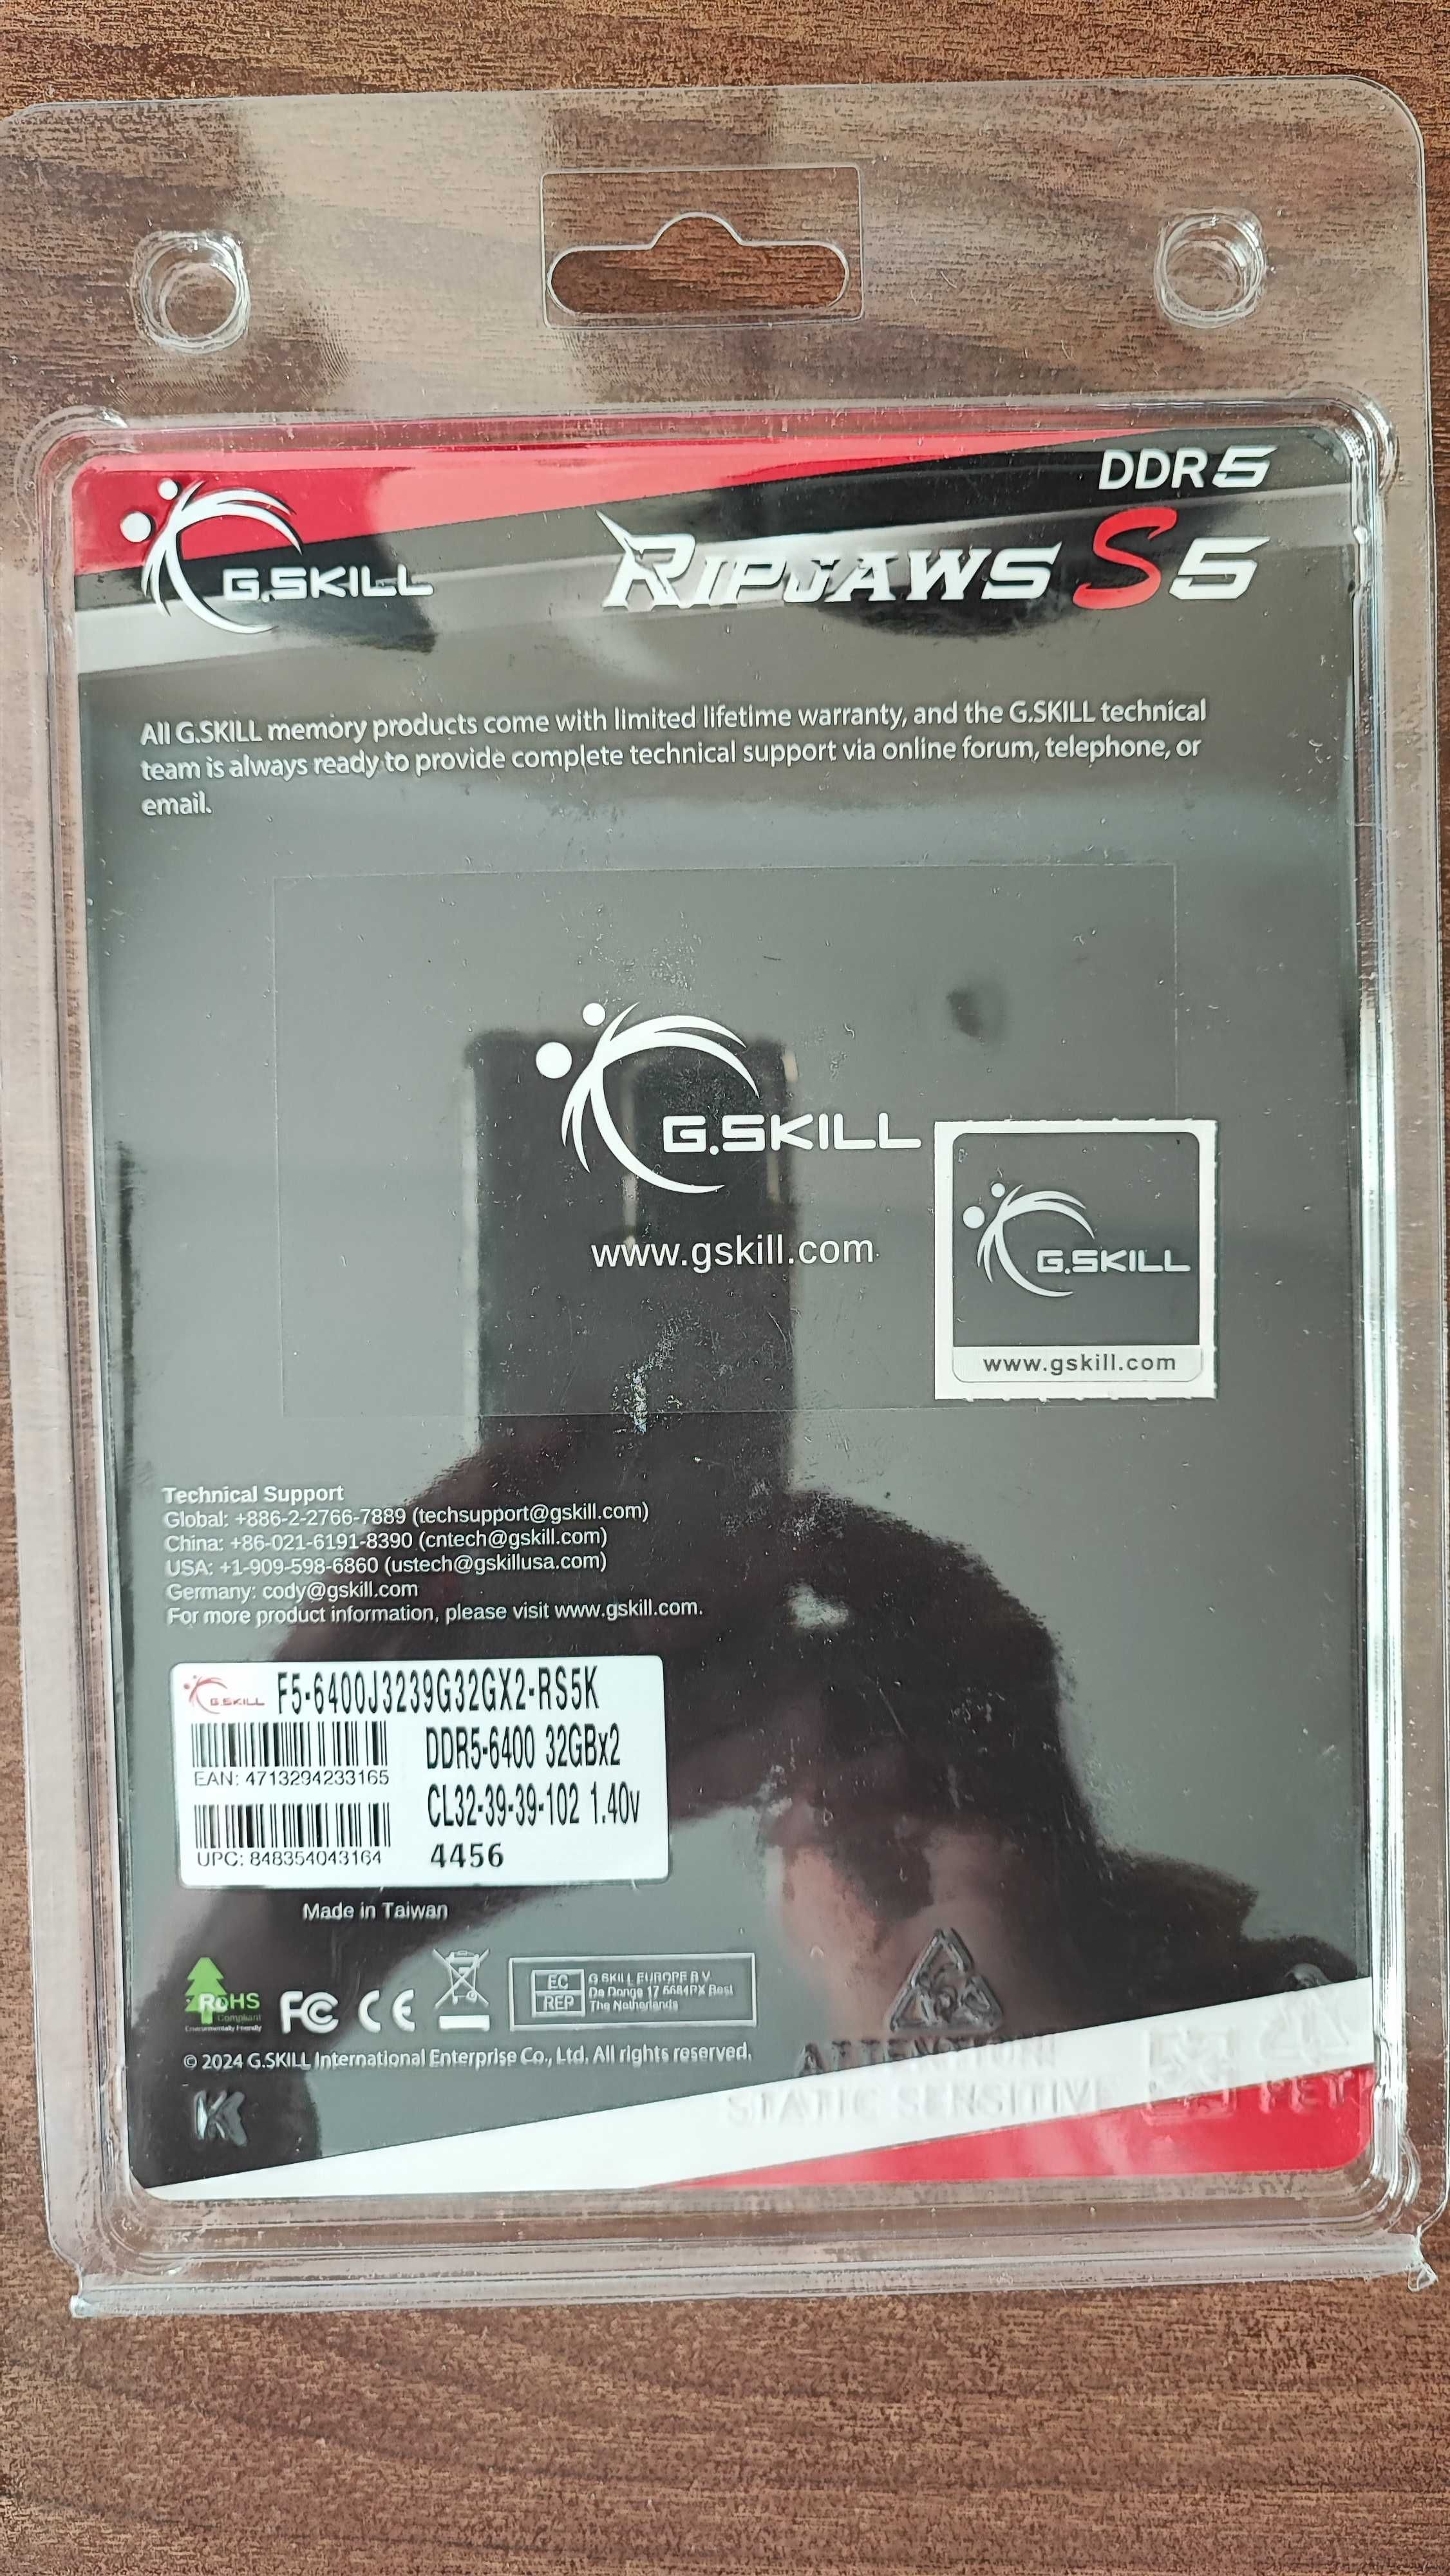 DDR5
G.SKILL
RIPJAWS S5
All G.SKILL memory products come with limited lifetime warranty, and the G.SKILL technical
team is always ready to provide complete technical support via online forum, telephone, or
email.
G.SKILL
www.gskill.com
G.SKILL
www.gskill.com
Technical Support
Global: +886-2-2766-7889 (techsupport@gskill.com)
China: +86-021-6191-8390 (cntech@gskill.com)
USA: +1-909-598-6860 (ustech@gskillusa.com)
Germany: cody@gskill.com
For more product information, please visit www.gskill.com.
G.SKILL F5-6400J3239G32GX2-RS5K
DDR5-6400 32GBx2
EAN: 4713294233165
CL32-39-39-102 1.40v
UPC: 848354043164
4456
Made in Taiwan
RoHS
Compliant
Environmentally Friendly
FC CE
EC REP
G.SKILL EUROPE B.V.
De Donge 17 5684PX Best
The Netherlands
© 2024 G.SKILL International Enterprise Co., Ltd. All rights reserved.
ATTENTION
STATIC SENSITIVE
PET
K